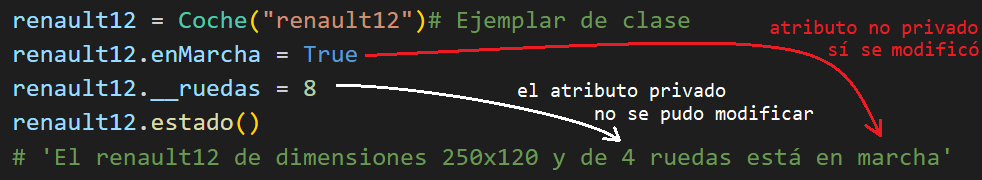 renault12 = Coche("renault12")# Ejemplar de clase
atributo no privado
renault12.enMarcha = True
sí se modificó
renault12.__ruedas = 8
el atributo privado
no se pudo modificar
renault12.estado()
# 'El renault12 de dimensiones 250x120 y de 4 ruedas está en marcha'